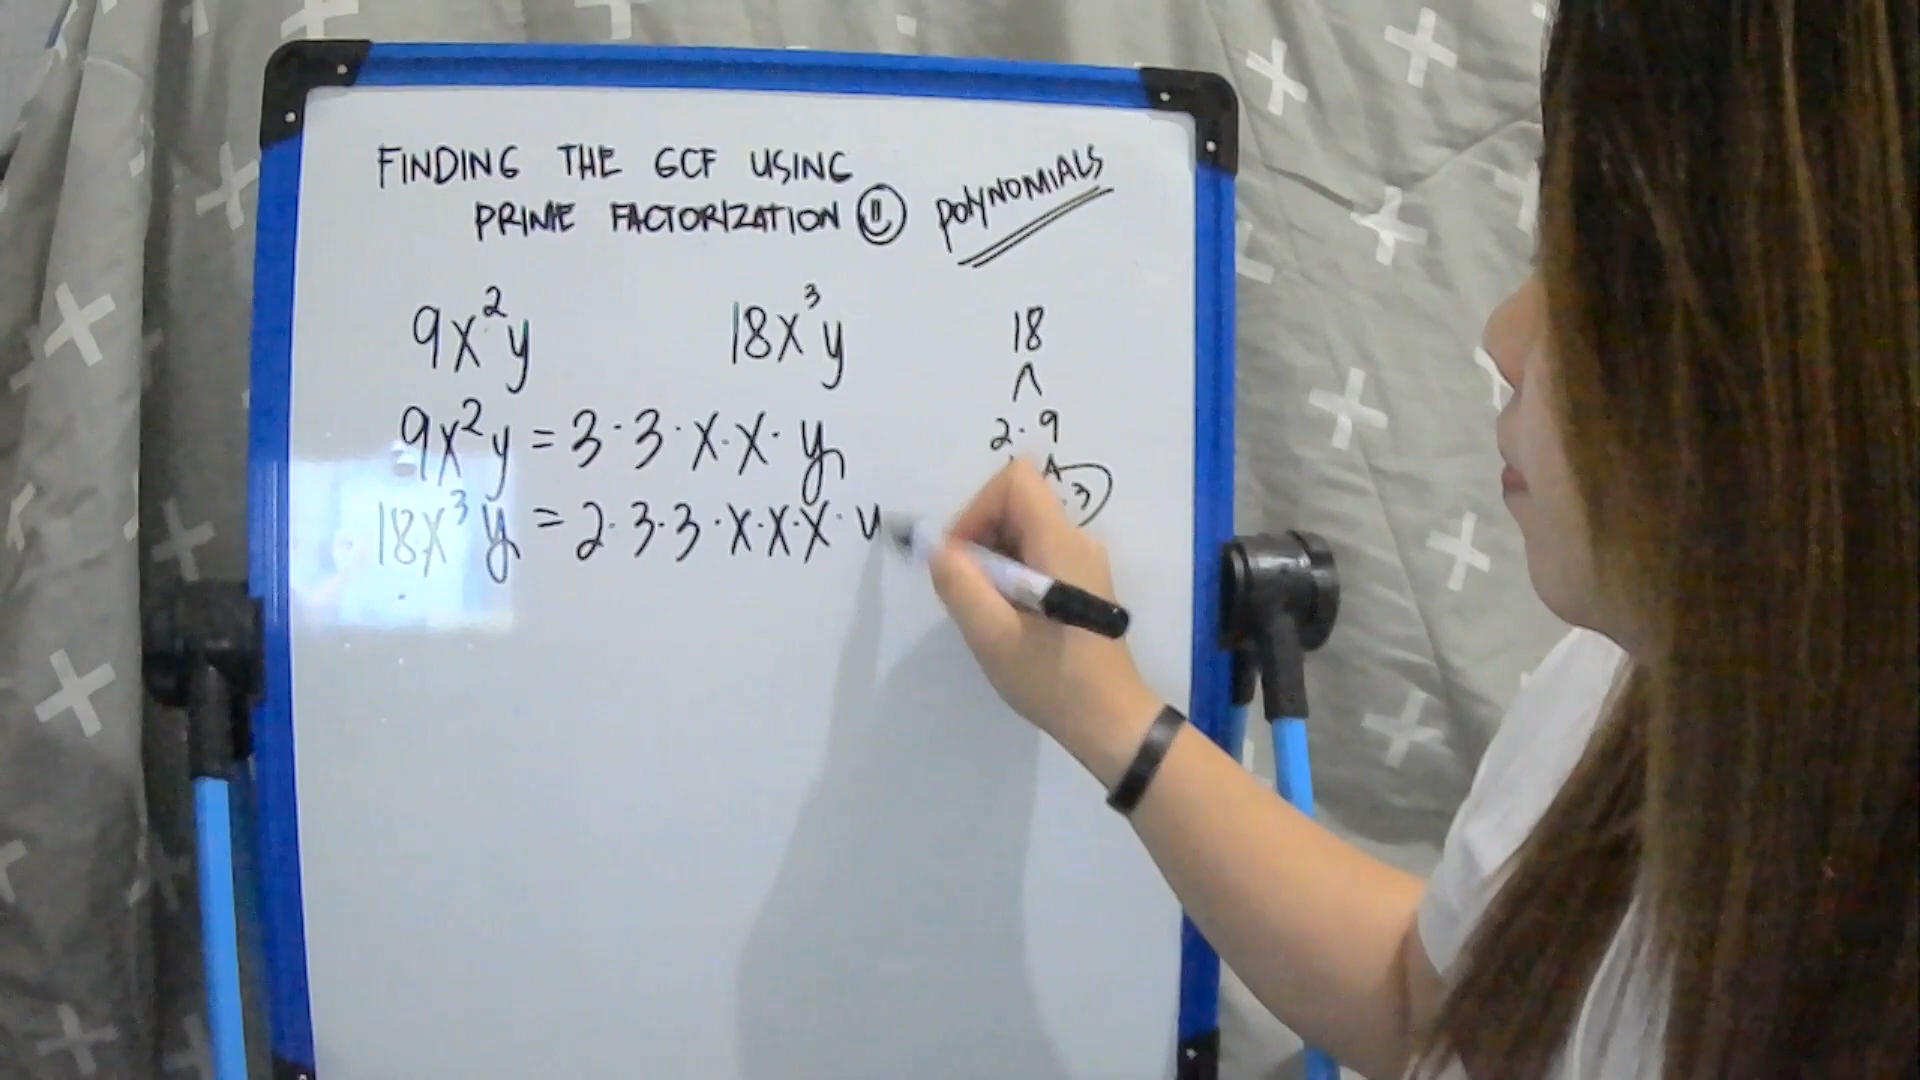 FINDING THE GCF USING
PRIME FACTORIZATION
POLYNOMIALS
9x²y 18x³y
9x²y = 3·3·x·x·y
18x³y = 2·3·3·x·x·x·y
18
2·9
·3